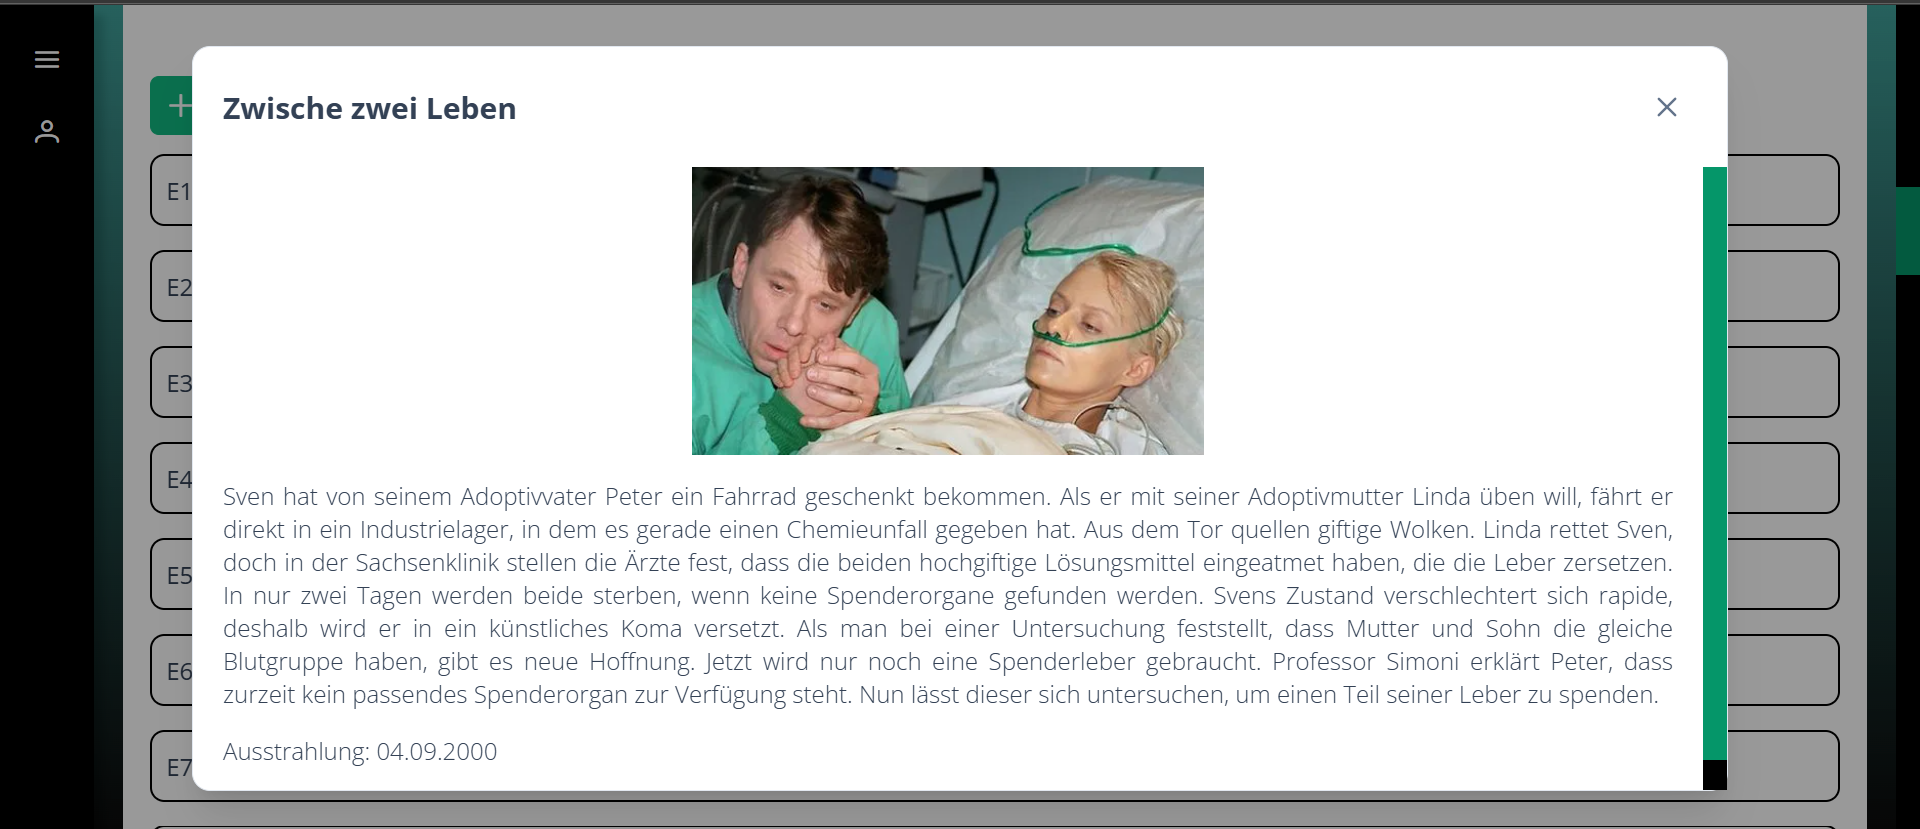 Zwische zwei Leben
E1
E2
E3
E4
E5
E6
E7
Sven hat von seinem Adoptivvater Peter ein Fahrrad geschenkt bekommen. Als er mit seiner Adoptivmutter Linda üben will, fährt er
direkt in ein Industrielager, in dem es gerade einen Chemieunfall gegeben hat. Aus dem Tor quellen giftige Wolken. Linda rettet Sven,
doch in der Sachsenklinik stellen die Ärzte fest, dass die beiden hochgiftige Lösungsmittel eingeatmet haben, die die Leber zersetzen.
In nur zwei Tagen werden beide sterben, wenn keine Spenderorgane gefunden werden. Svens Zustand verschlechtert sich rapide,
deshalb wird er in ein künstliches Koma versetzt. Als man bei einer Untersuchung feststellt, dass Mutter und Sohn die gleiche
Blutgruppe haben, gibt es neue Hoffnung. Jetzt wird nur noch eine Spenderleber gebraucht. Professor Simoni erklärt Peter, dass
zurzeit kein passendes Spenderorgan zur Verfügung steht. Nun lässt dieser sich untersuchen, um einen Teil seiner Leber zu spenden.
Ausstrahlung: 04.09.2000